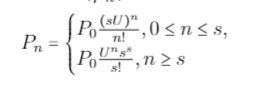 P_n = { P_0 (sU)^n / n! , 0 ≤ n ≤ s,
P_0 U^n s^s / s! , n ≥ s